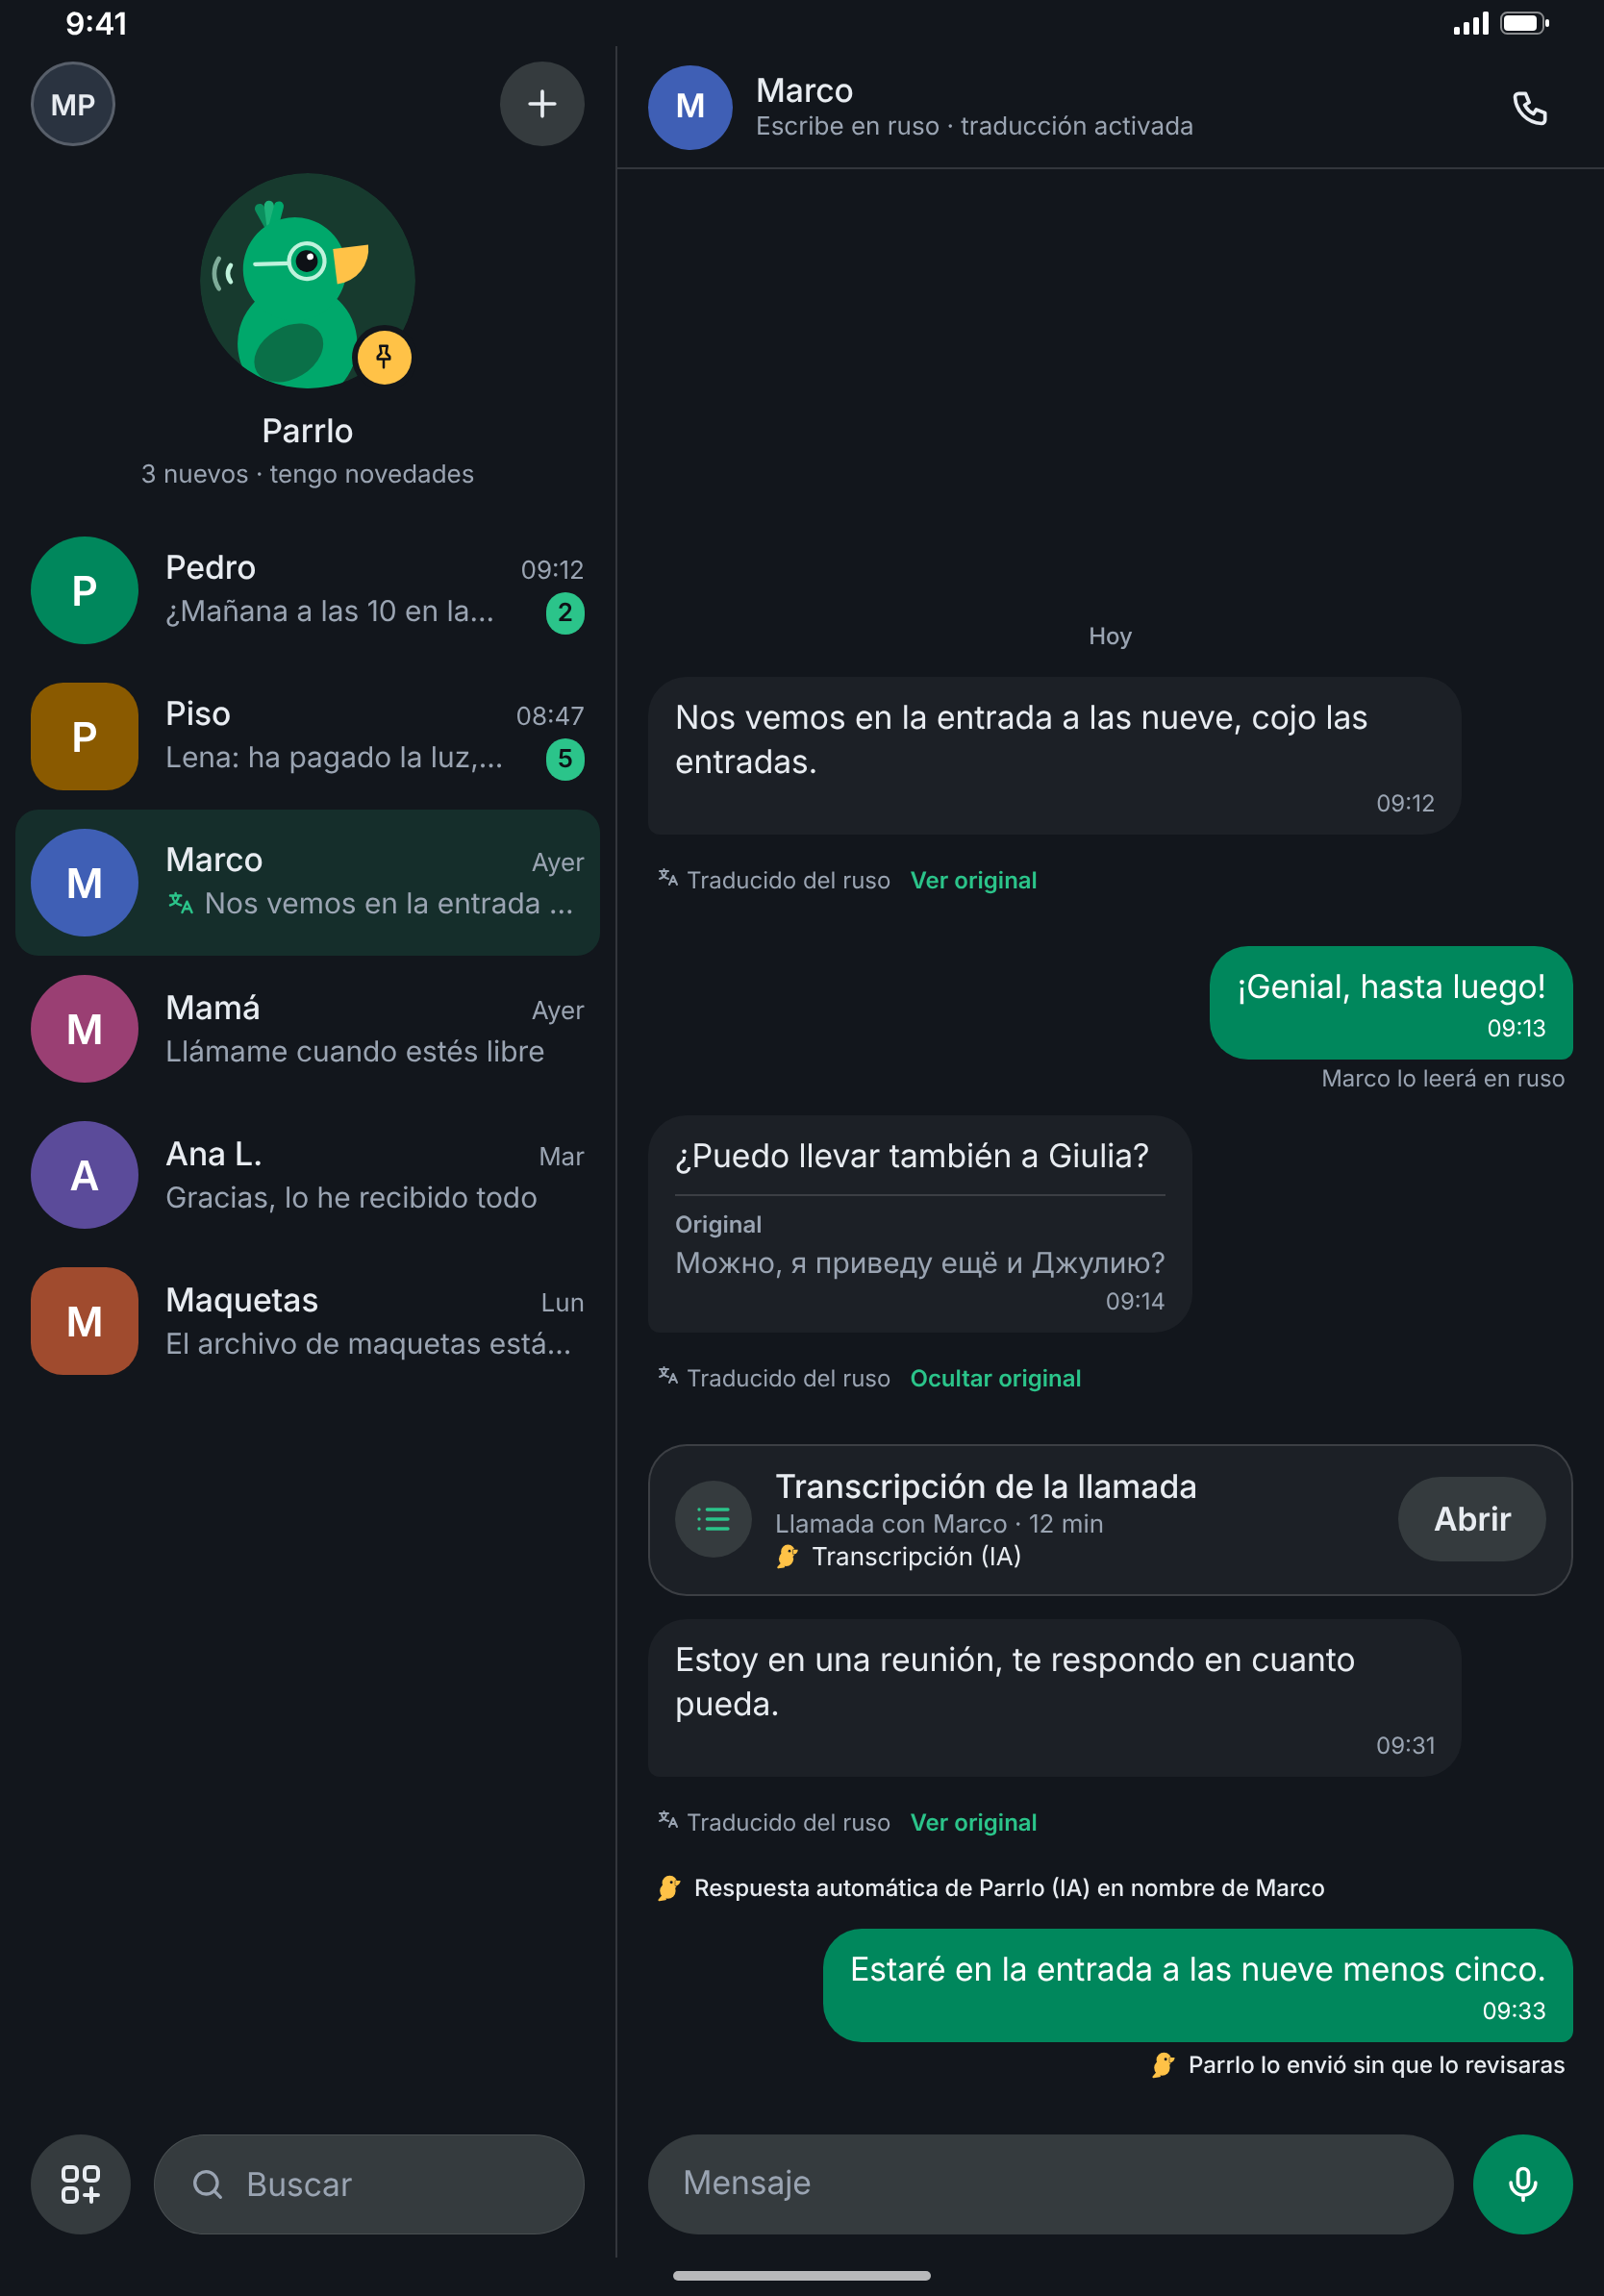 9:41
MP
Parrlo
3 nuevos · tengo novedades
P
Pedro
09:12
¿Mañana a las 10 en la...
2
P
Piso
08:47
Lena: ha pagado la luz,...
5
M
Marco
Ayer
Nos vemos en la entrada ...
M
Mamá
Ayer
Llámame cuando estés libre
A
Ana L.
Mar
Gracias, lo he recibido todo
M
Maquetas
Lun
El archivo de maquetas está...
Buscar
M
Marco
Escribe en ruso · traducción activada
Hoy
Nos vemos en la entrada a las nueve, cojo las
entradas.
09:12
Traducido del ruso Ver original
¡Genial, hasta luego!
09:13
Marco lo leerá en ruso
¿Puedo llevar también a Giulia?
Original
Можно, я приведу ещё и Джулию?
09:14
Traducido del ruso Ocultar original
Transcripción de la llamada
Llamada con Marco · 12 min
Transcripción (IA)
Abrir
Estoy en una reunión, te respondo en cuanto
pueda.
09:31
Traducido del ruso Ver original
Respuesta automática de Parrlo (IA) en nombre de Marco
Estaré en la entrada a las nueve menos cinco.
09:33
Parrlo lo envió sin que lo revisaras
Mensaje